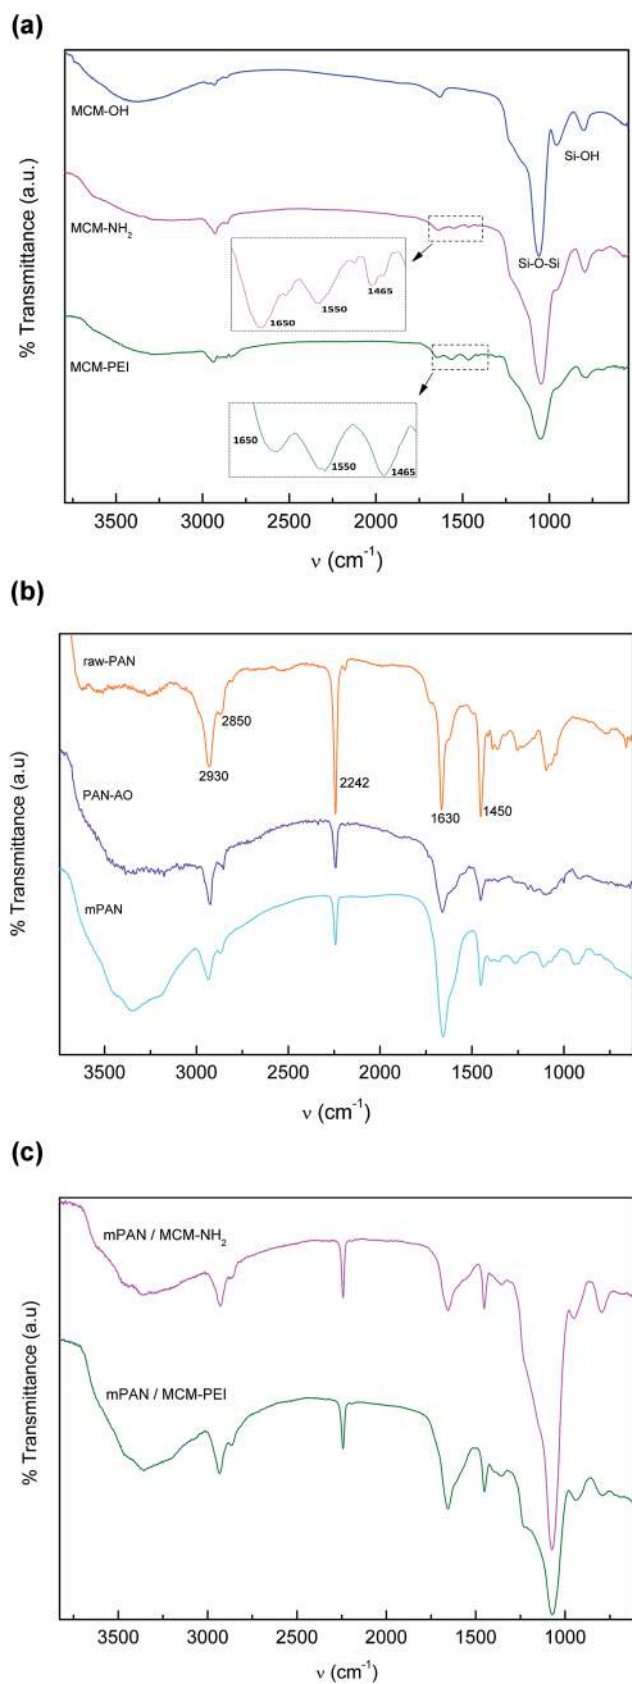 (a)
% Transmittance (a.u.)
MCM-OH
Si-OH
MCM-NH₂
Si-O-Si
1650
1550
1465
MCM-PEI
1650
1550
1465
3500 3000 2500 2000 1500 1000
ν (cm⁻¹)
(b)
% Transmittance (a.u)
raw-PAN
2850
2930
2242
1630
1450
PAN-AO
mPAN
3500 3000 2500 2000 1500 1000
ν (cm⁻¹)
(c)
% Transmittance (a.u)
mPAN / MCM-NH₂
mPAN / MCM-PEI
3500 3000 2500 2000 1500 1000
ν (cm⁻¹)